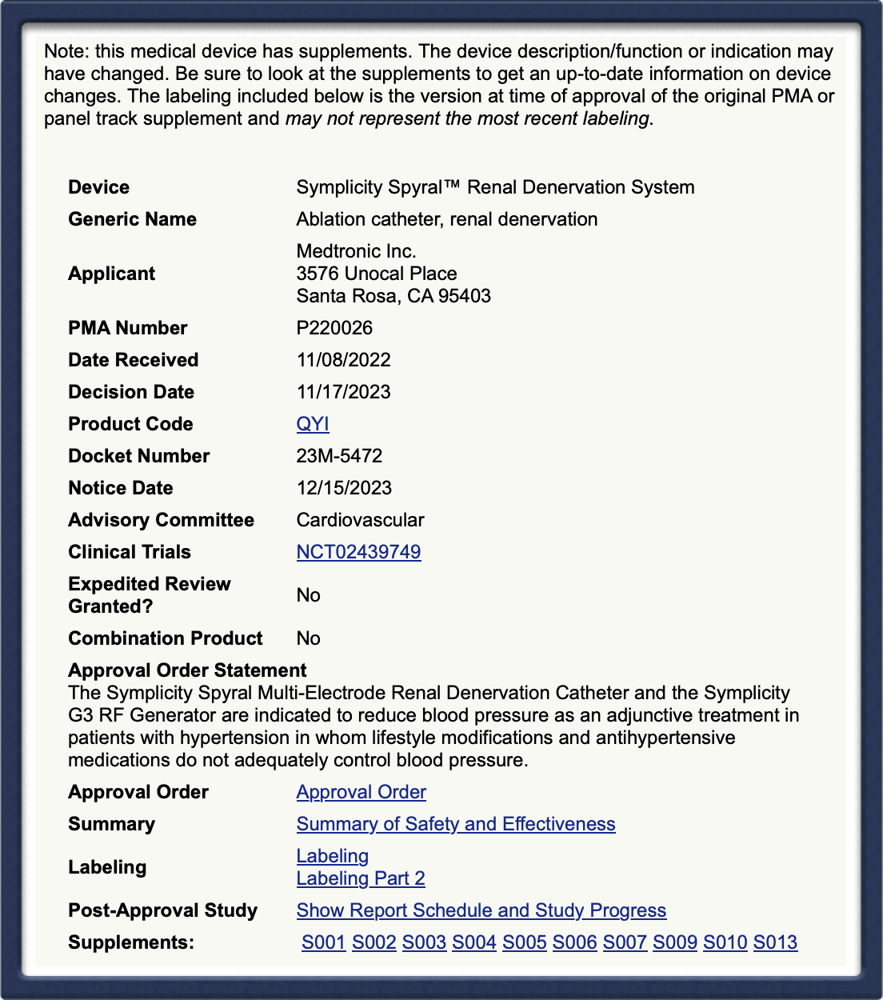 Note: this medical device has supplements. The device description/function or indication may
have changed. Be sure to look at the supplements to get an up-to-date information on device
changes. The labeling included below is the version at time of approval of the original PMA or
panel track supplement and may not represent the most recent labeling.
Device Symplicity Spyral™ Renal Denervation System
Generic Name Ablation catheter, renal denervation
Applicant Medtronic Inc.
3576 Unocal Place
Santa Rosa, CA 95403
PMA Number P220026
Date Received 11/08/2022
Decision Date 11/17/2023
Product Code QYI
Docket Number 23M-5472
Notice Date 12/15/2023
Advisory Committee Cardiovascular
Clinical Trials NCT02439749
Expedited Review
Granted? No
Combination Product No
Approval Order Statement
The Symplicity Spyral Multi-Electrode Renal Denervation Catheter and the Symplicity
G3 RF Generator are indicated to reduce blood pressure as an adjunctive treatment in
patients with hypertension in whom lifestyle modifications and antihypertensive
medications do not adequately control blood pressure.
Approval Order Approval Order
Summary Summary of Safety and Effectiveness
Labeling Labeling
Labeling Part 2
Post-Approval Study Show Report Schedule and Study Progress
Supplements: S001 S002 S003 S004 S005 S006 S007 S009 S010 S013